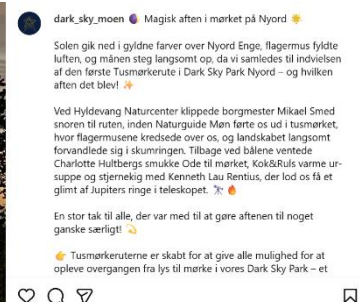 dark_sky_moen 🌖 Magisk aften i mørket på Nyord 🌟
Solen gik ned i gyldne farver over Nyord Enge, flagermus fyldte
luften, og månen steg langsomt op, da vi samledes til indvielsen
af den første Tusmørkerute i Dark Sky Park Nyord – og hvilken
aften det blev! ✨
Ved Hyldevang Naturcenter klippede borgmester Mikael Smed
snoren til ruten, inden Naturguide Møn førte os ud i tusmørket,
hvor flagermusene kredsede over os, og landskabet langsomt
forvandlede sig i skumringen. Tilbage ved bålene ventede
Charlotte Hultbergs smukke Ode til mørket, Kok&Ruls varme ur-
suppe og stjernekig med Kenneth Lau Rentius, der lod os få et
glimt af Jupiters ringe i teleskopet. 🔭 🔥
En stor tak til alle, der var med til at gøre aftenen til noget
ganske særligt! 💫
👉 Tusmørkeruterne er skabt for at give alle mulighed for at
opleve overgangen fra lys til mørke i vores Dark Sky Park – et